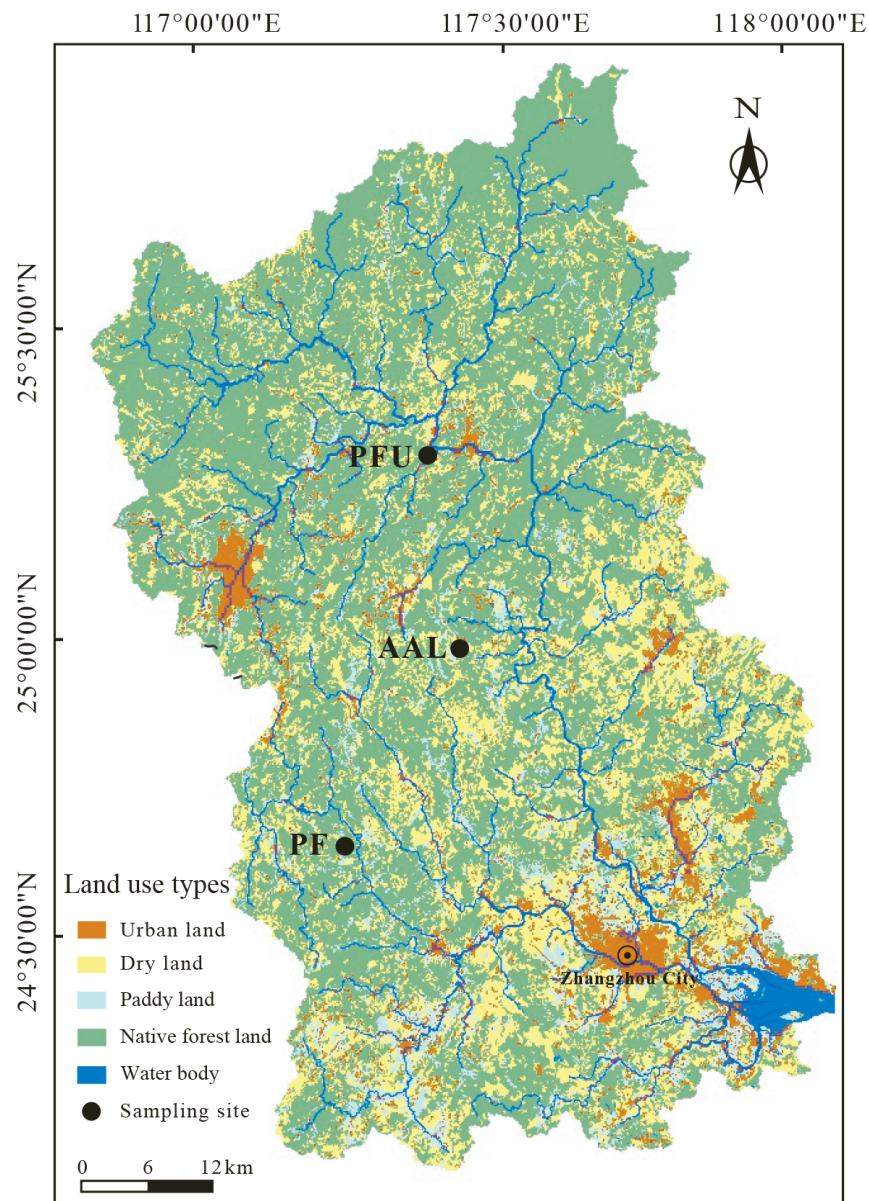 117°00'00"E 117°30'00"E 118°00'00"E
N
25°30'00"N
PFU
25°00'00"N
AAL
PF
Land use types
24°30'00"N
Urban land
Dry land
Zhangzhou City
Paddy land
Native forest land
Water body
Sampling site
0 6 12 km